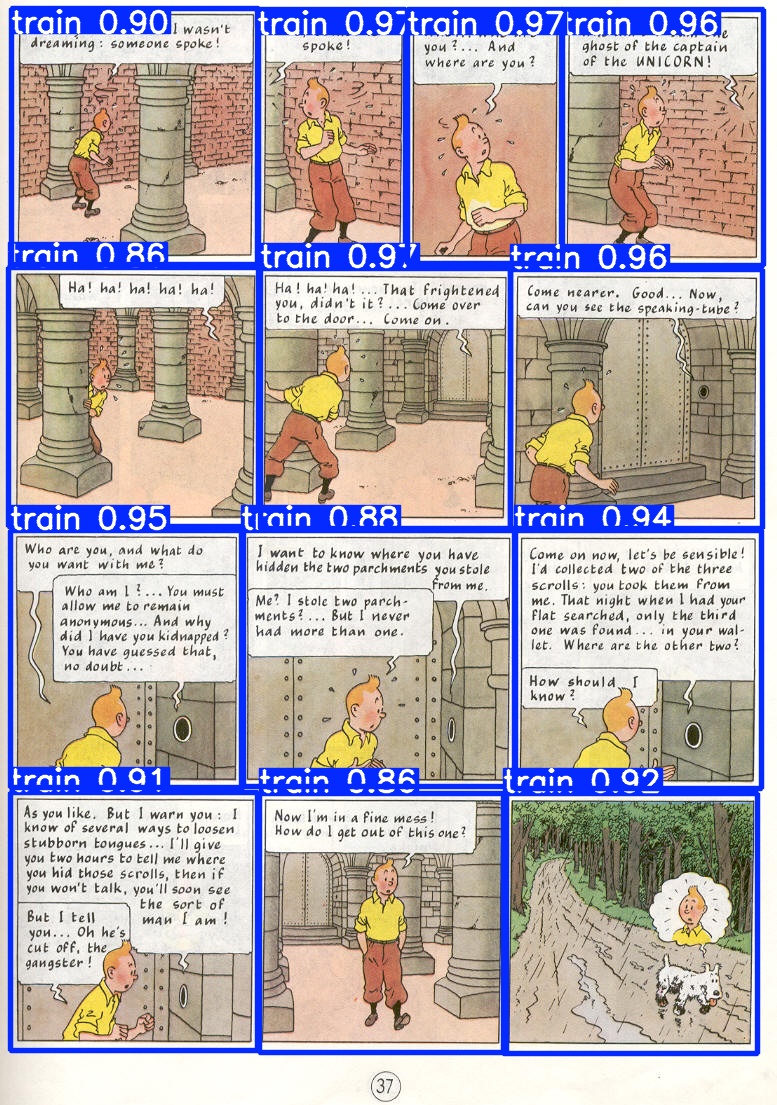 train 0.90
I wasn't
dreaming: someone spoke!
train 0.97
spoke!
train 0.97
you?... And
where are you?
train 0.96
ghost of the captain
of the UNICORN!
train 0.86
Ha! ha! ha! ha! ha!
train 0.97
Ha! ha! ha! ... That frightened
you, didn't it?... Come over
to the door... Come on.
train 0.96
Come nearer. Good... Now,
can you see the speaking-tube?
train 0.95
Who are you, and what do
you want with me?
Who am I ?... You must
allow me to remain
anonymous... And why
did I have you kidnapped?
You have guessed that,
no doubt...
train 0.88
I want to know where you have
hidden the two parchments you stole
from me.
Me? I stole two parch-
ments?... But I never
had more than one.
train 0.94
Come on now, let's be sensible!
I'd collected two of the three
scrolls: you took them from
me. That night when I had your
flat searched, only the third
one was found... in your wal-
let. Where are the other two?
How should I
know?
train 0.91
As you like. But I warn you: I
know of several ways to loosen
stubborn tongues... I'll give
you two hours to tell me where
you hid those scrolls, then if
you won't talk, you'll soon see
the sort of
man I am!
But I tell
you... Oh he's
cut off, the
gangster!
train 0.86
Now I'm in a fine mess!
How do I get out of this one?
train 0.92
37